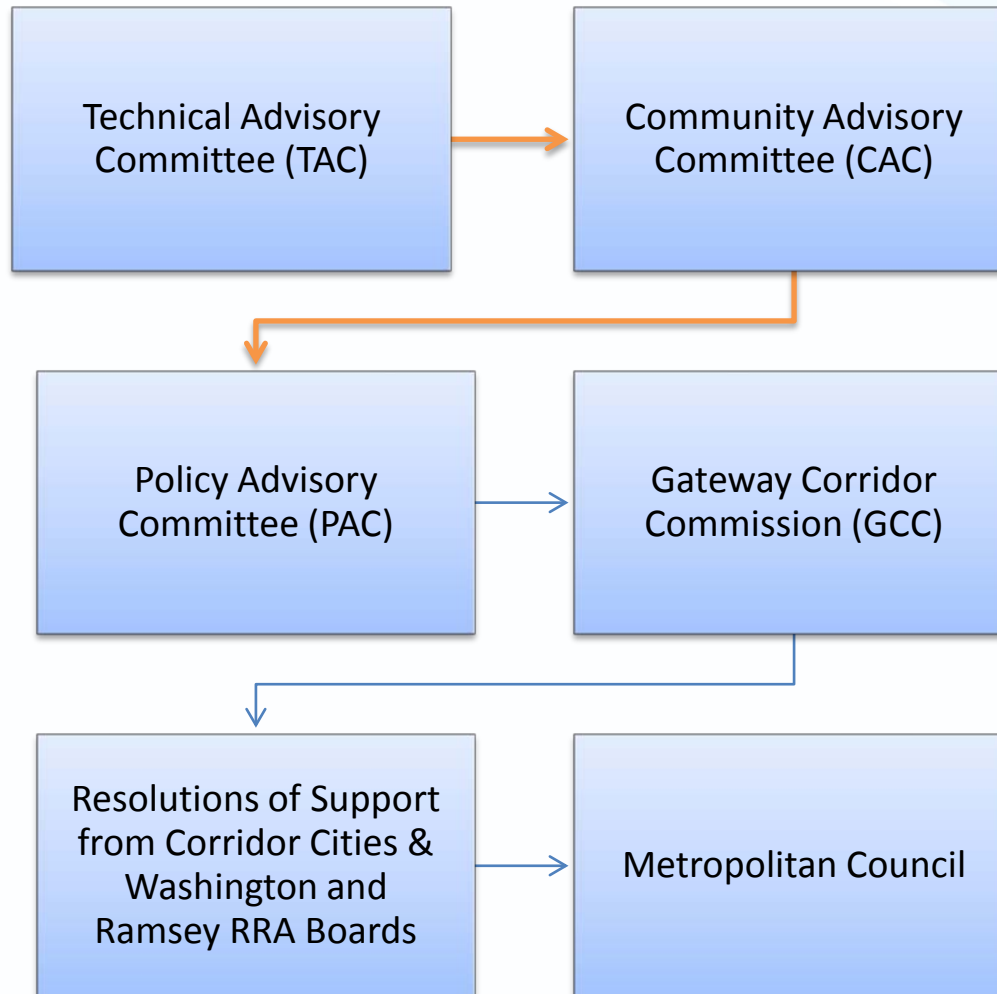 Technical Advisory
Committee (TAC)
Community Advisory
Committee (CAC)
Policy Advisory
Committee (PAC)
Gateway Corridor
Commission (GCC)
Resolutions of Support
from Corridor Cities &
Washington and
Ramsey RRA Boards
Metropolitan Council